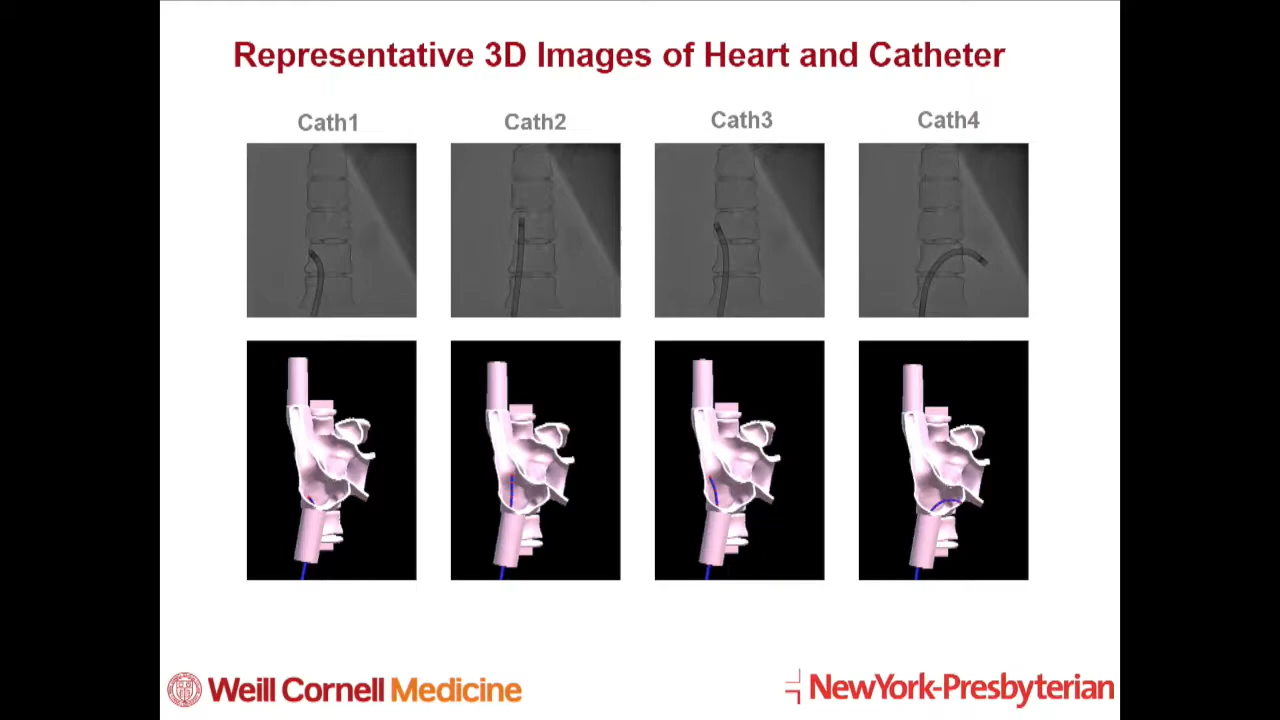 Representative 3D Images of Heart and Catheter
Cath1 Cath2 Cath3 Cath4
Weill Cornell Medicine NewYork-Presbyterian